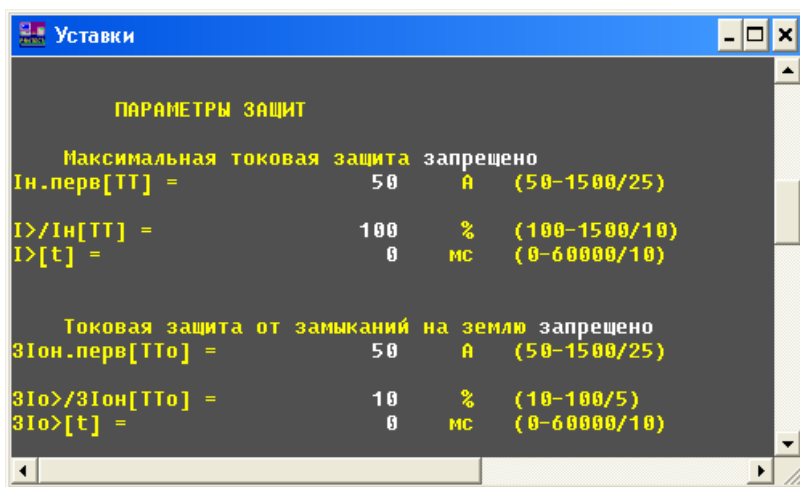 Уставки
ПАРАМЕТРЫ ЗАЩИТ
Максимальная токовая защита запрещено
Iн.перв[ТТ] = 50 А (50-1500/25)
I>/Iн[ТТ] = 100 % (100-1500/10)
I>[t] = 0 мс (0-60000/10)
Токовая защита от замыканий на землю запрещено
3Iон.перв[ТТо] = 50 А (50-1500/25)
3Iо>/3Iон[ТТо] = 10 % (10-100/5)
3Iо>[t] = 0 мс (0-60000/10)